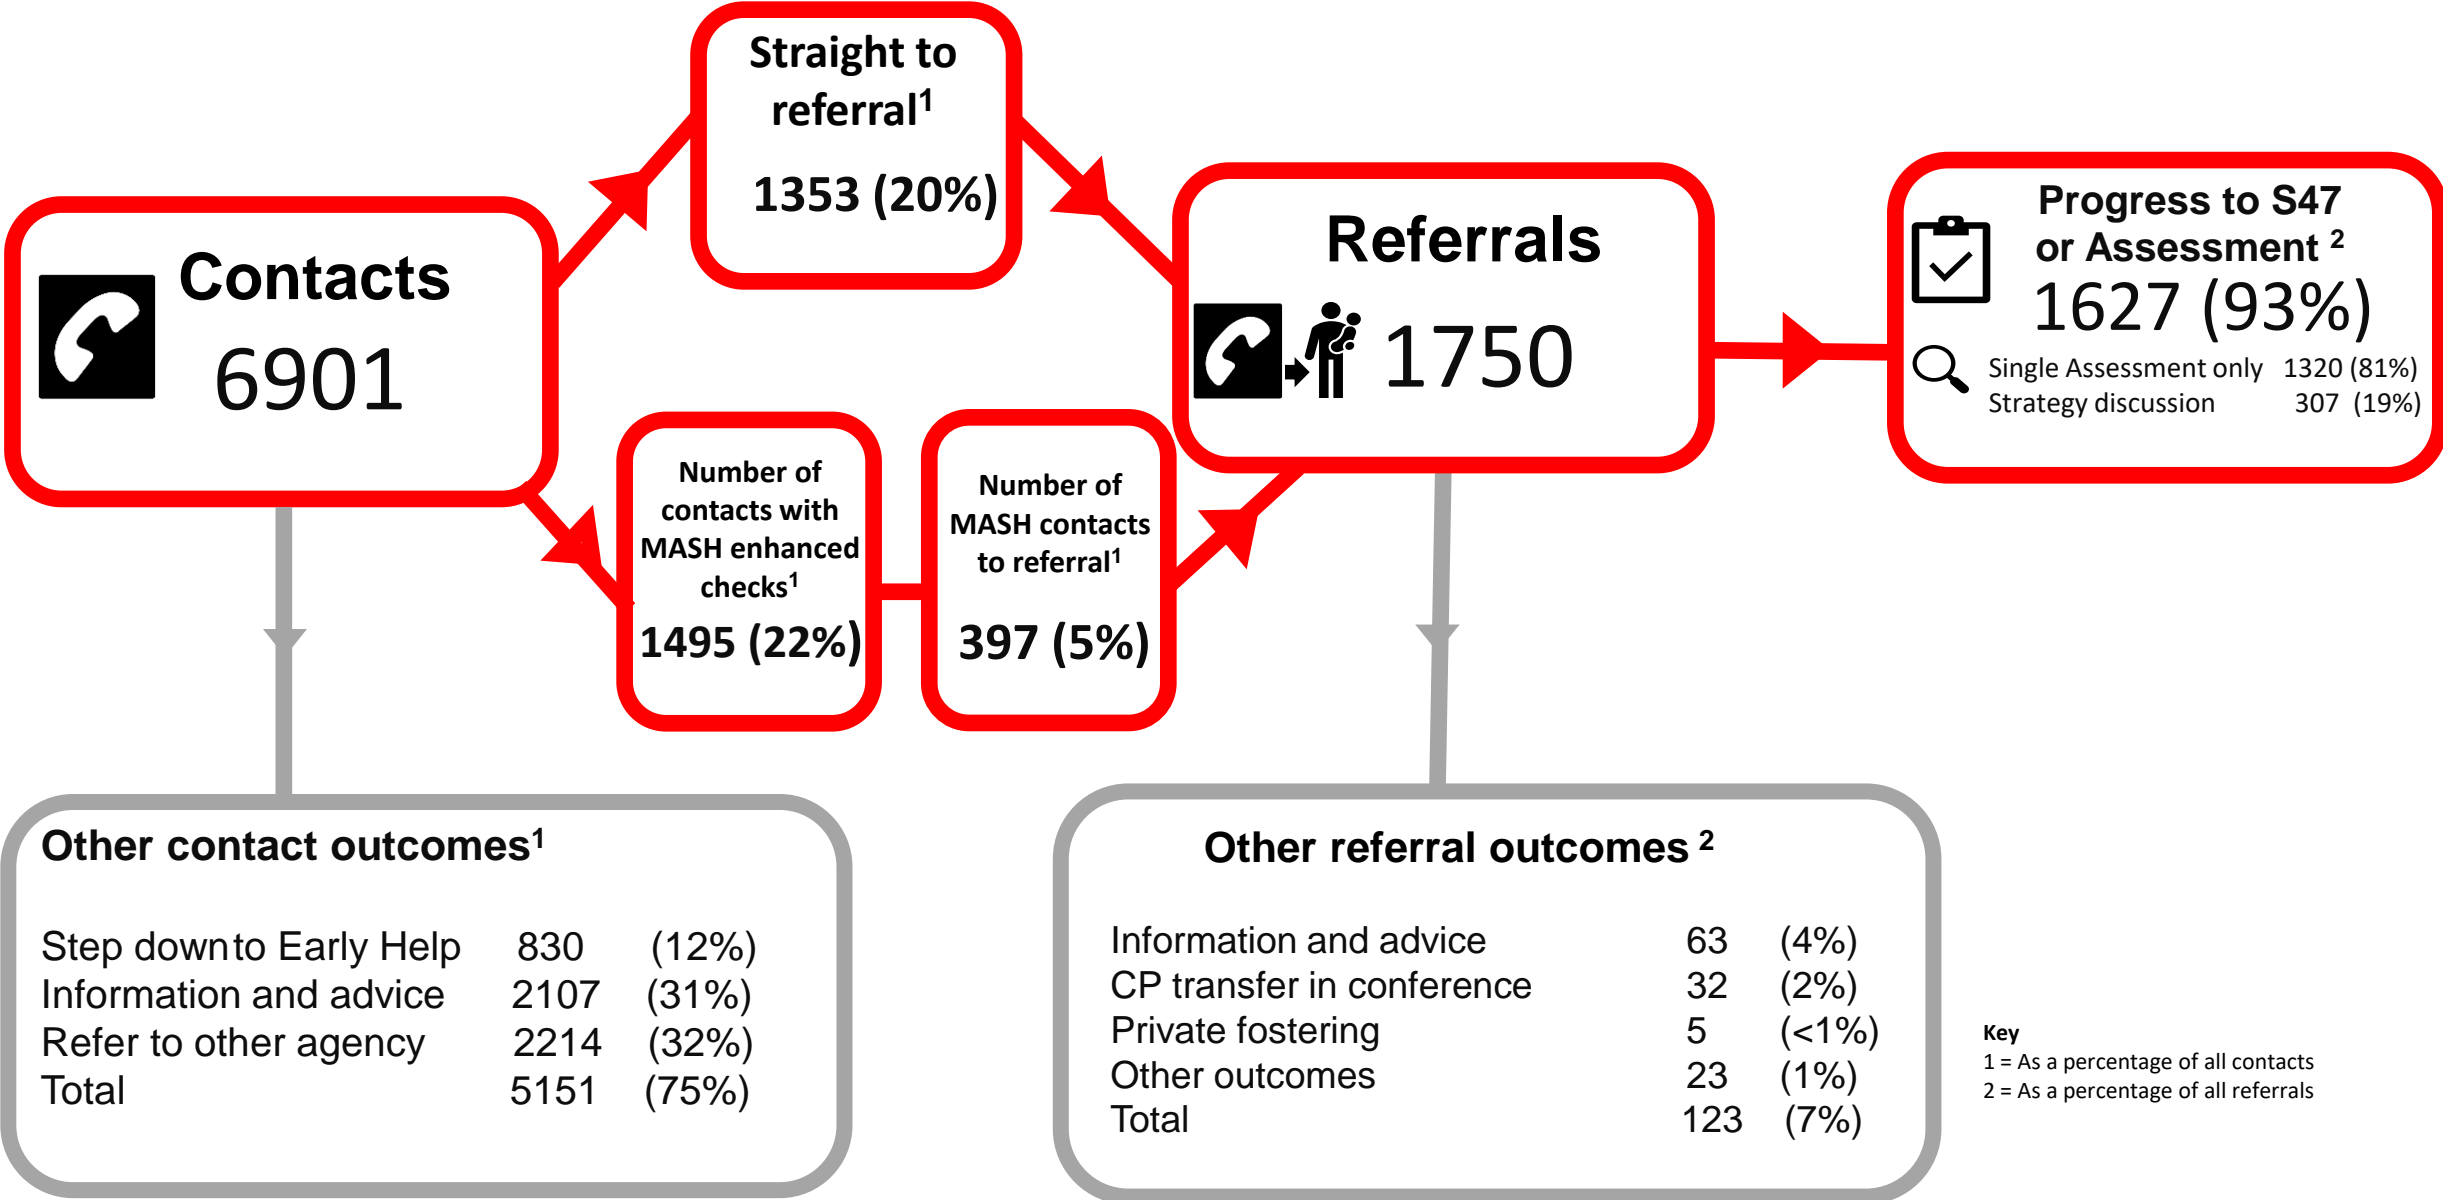 Straight to
referral¹
1353 (20%)
Contacts
6901
Referrals
1750
Progress to S47
or Assessment ²
1627 (93%)
Single Assessment only 1320 (81%)
Strategy discussion 307 (19%)
Number of
contacts with
MASH enhanced
checks¹
1495 (22%)
Number of
MASH contacts
to referral¹
397 (5%)
Other contact outcomes¹
Step down to Early Help 830 (12%)
Information and advice 2107 (31%)
Refer to other agency 2214 (32%)
Total 5151 (75%)
Other referral outcomes ²
Information and advice 63 (4%)
CP transfer in conference 32 (2%)
Private fostering 5 (<1%)
Other outcomes 23 (1%)
Total 123 (7%)
Key
1 = As a percentage of all contacts
2 = As a percentage of all referrals